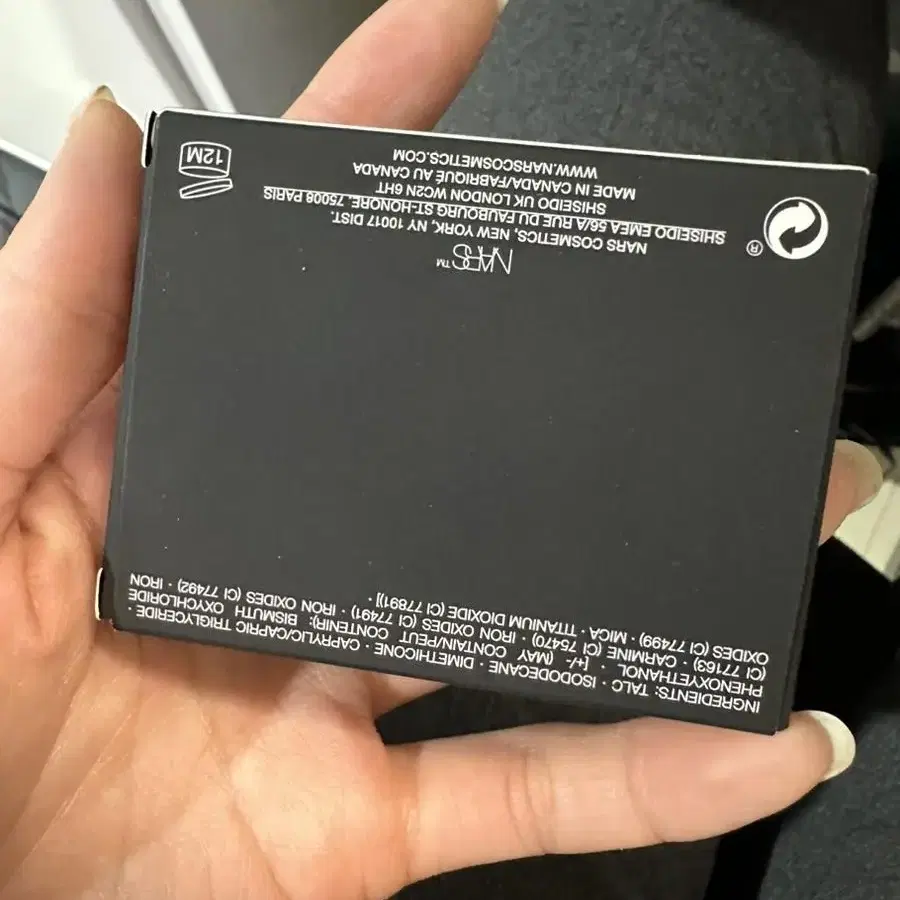 INGREDIENTS: TALC · ISODODECANE · DIMETHICONE · CAPRYLIC/CAPRIC TRIGLYCERIDE ·
PHENOXYETHANOL · [+/- (MAY CONTAIN/PEUT CONTENIR): BISMUTH OXYCHLORIDE
(CI 77163) · CARMINE (CI 75470) · IRON OXIDES (CI 77491) · IRON OXIDES (CI 77492) · IRON
OXIDES (CI 77499) · MICA · TITANIUM DIOXIDE (CI 77891)] ·
NARS™
NARS COSMETICS, NEW YORK, NY 10017 DIST.
SHISEIDO EMEA 56/A RUE DU FAUBOURG ST-HONORE, 75008 PARIS
SHISEIDO UK LONDON WC2N 6HT
MADE IN CANADA/FABRIQUÉ AU CANADA
WWW.NARSCOSMETICS.COM
®
12M